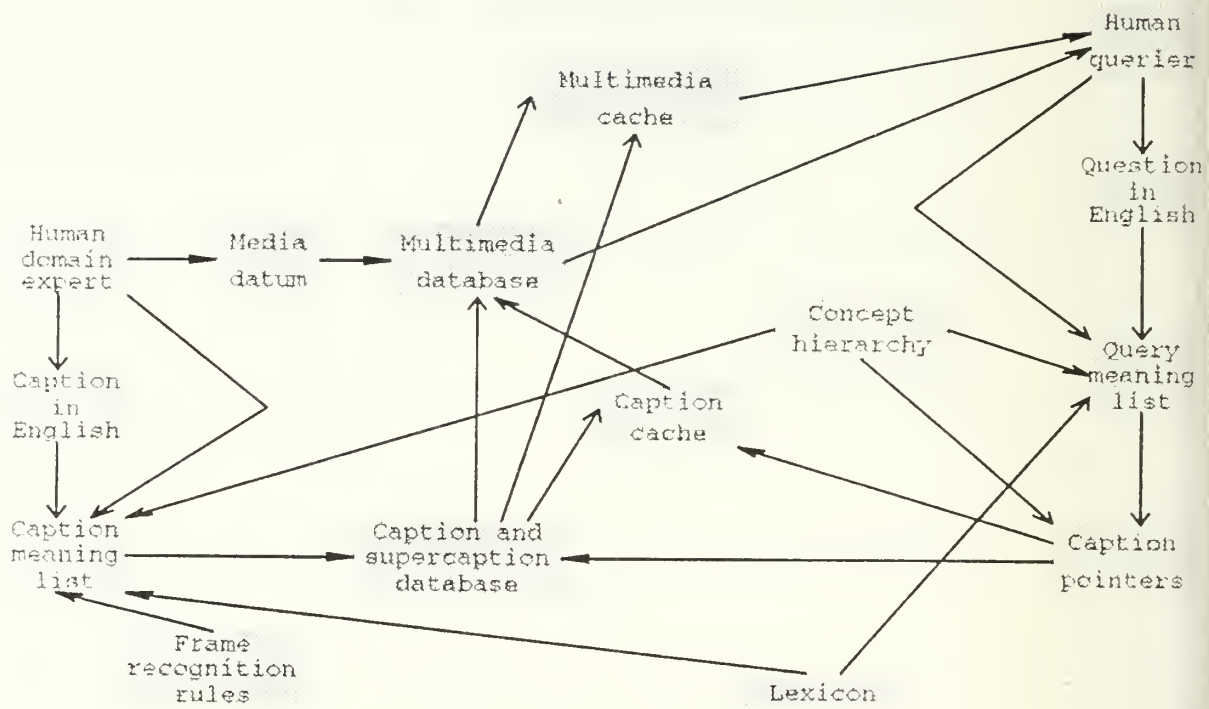 Human
querier
Multimedia
cache
Question
in
English
Human
domain
expert
Media
datum
Multimedia
database
Concept
hierarchy
Query
meaning
list
Caption
in
English
Caption
cache
Caption
meaning
list
Caption and
supercaption
database
Caption
pointers
Frame
recognition
rules
Lexicon